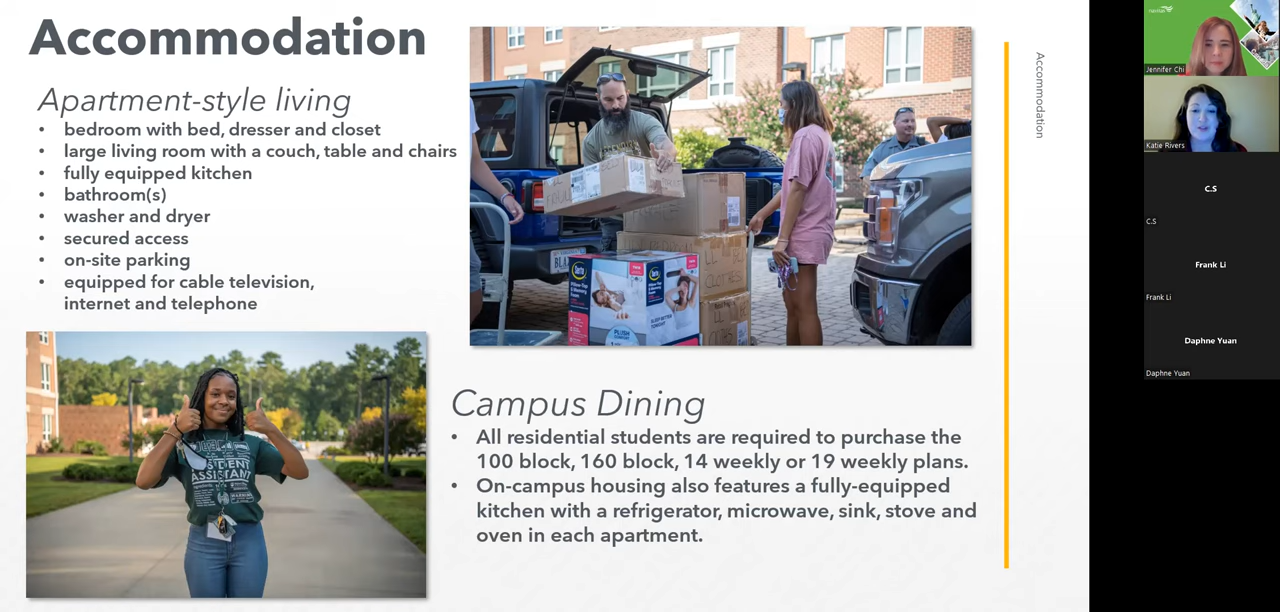 Accommodation
Apartment-style living
• bedroom with bed, dresser and closet
• large living room with a couch, table and chairs
• fully equipped kitchen
• bathroom(s)
• washer and dryer
• secured access
• on-site parking
• equipped for cable television,
internet and telephone
Serta
Serta
PLUSH
CLOTHES
STUDENT
ASSISTANT
Campus Dining
• All residential students are required to purchase the
100 block, 160 block, 14 weekly or 19 weekly plans.
• On-campus housing also features a fully-equipped
kitchen with a refrigerator, microwave, sink, stove and
oven in each apartment.
Accommodation
Jennifer Chi
Katie Rivers
C.S
C.S
Frank Li
Frank Li
Daphne Yuan
Daphne Yuan